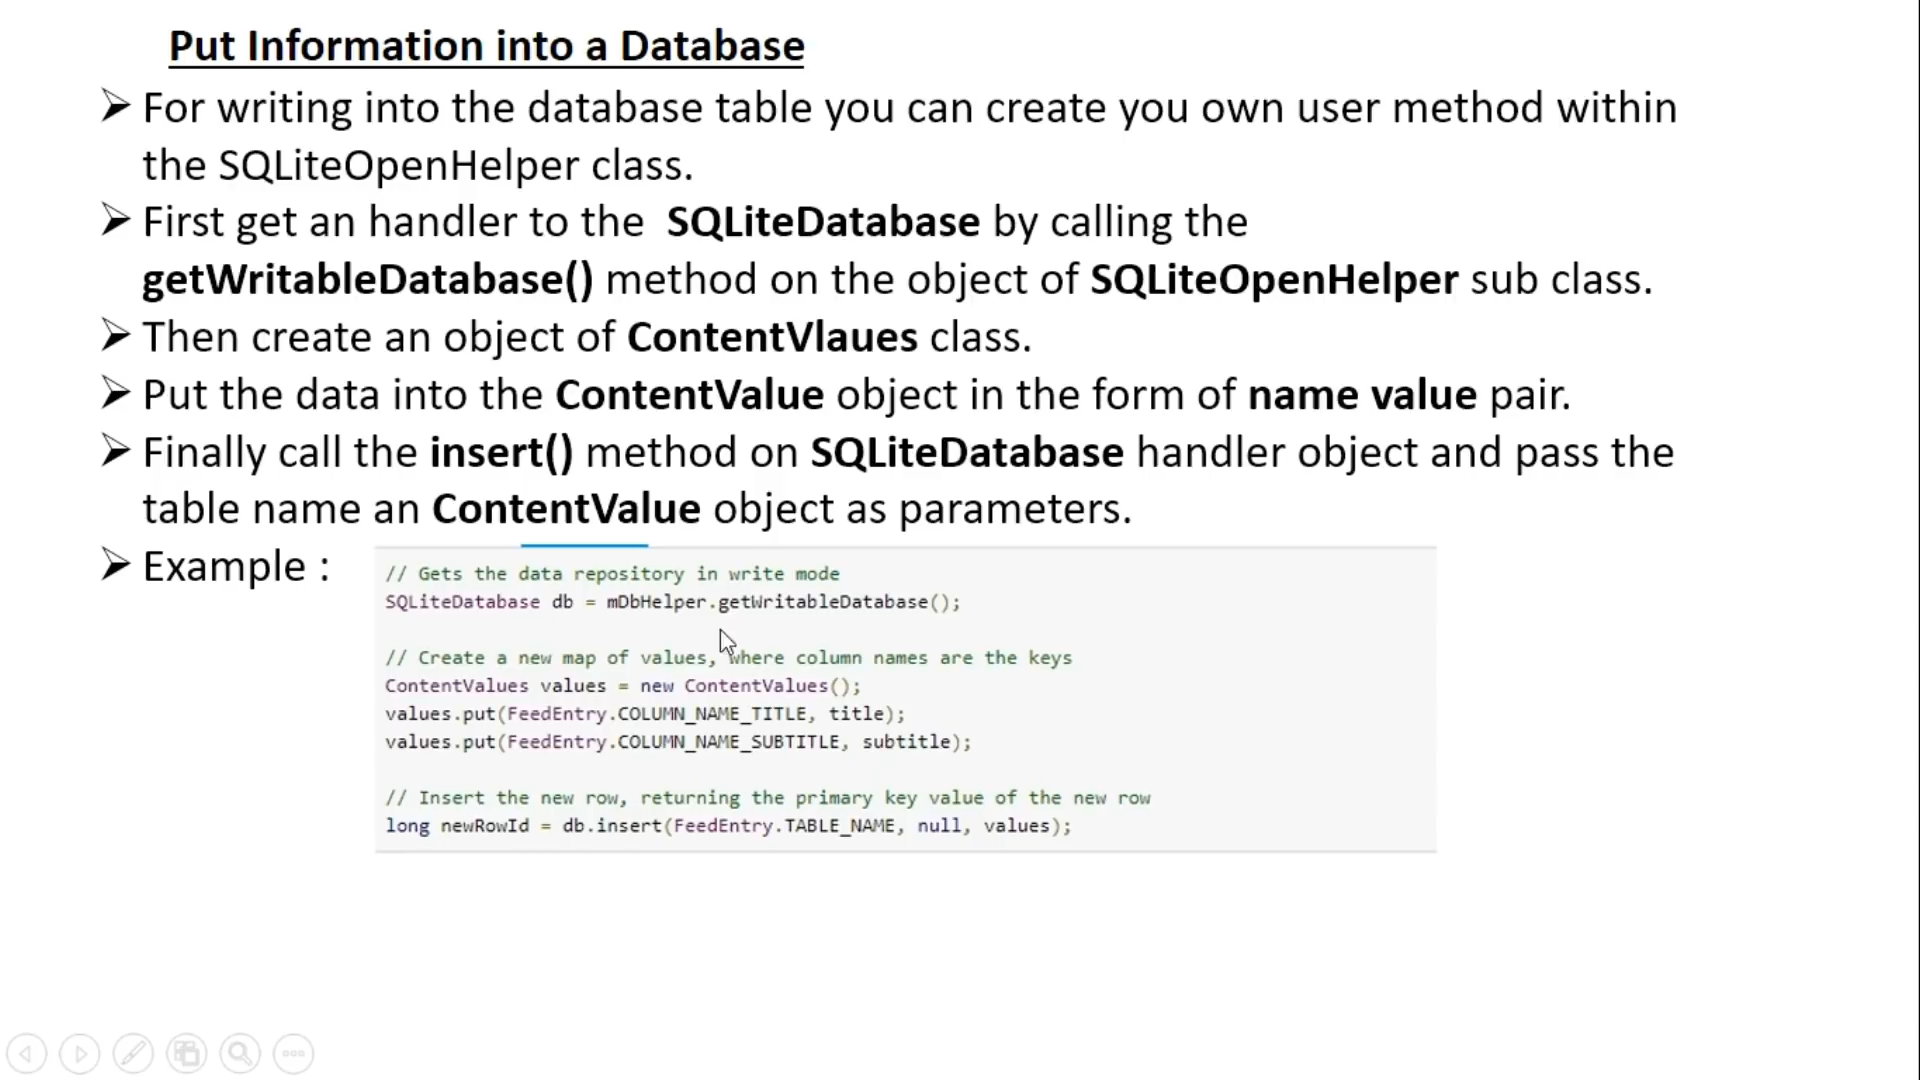 Put Information into a Database
For writing into the database table you can create you own user method within
the SQLiteOpenHelper class.
First get an handler to the SQLiteDatabase by calling the
getWritableDatabase() method on the object of SQLiteOpenHelper sub class.
Then create an object of ContentVlaues class.
Put the data into the ContentValue object in the form of name value pair.
Finally call the insert() method on SQLiteDatabase handler object and pass the
table name an ContentValue object as parameters.
Example :
// Gets the data repository in write mode
SQLiteDatabase db = mDbHelper.getWritableDatabase();
// Create a new map of values, where column names are the keys
ContentValues values = new ContentValues();
values.put(FeedEntry.COLUMN_NAME_TITLE, title);
values.put(FeedEntry.COLUMN_NAME_SUBTITLE, subtitle);
// Insert the new row, returning the primary key value of the new row
long newRowId = db.insert(FeedEntry.TABLE_NAME, null, values);